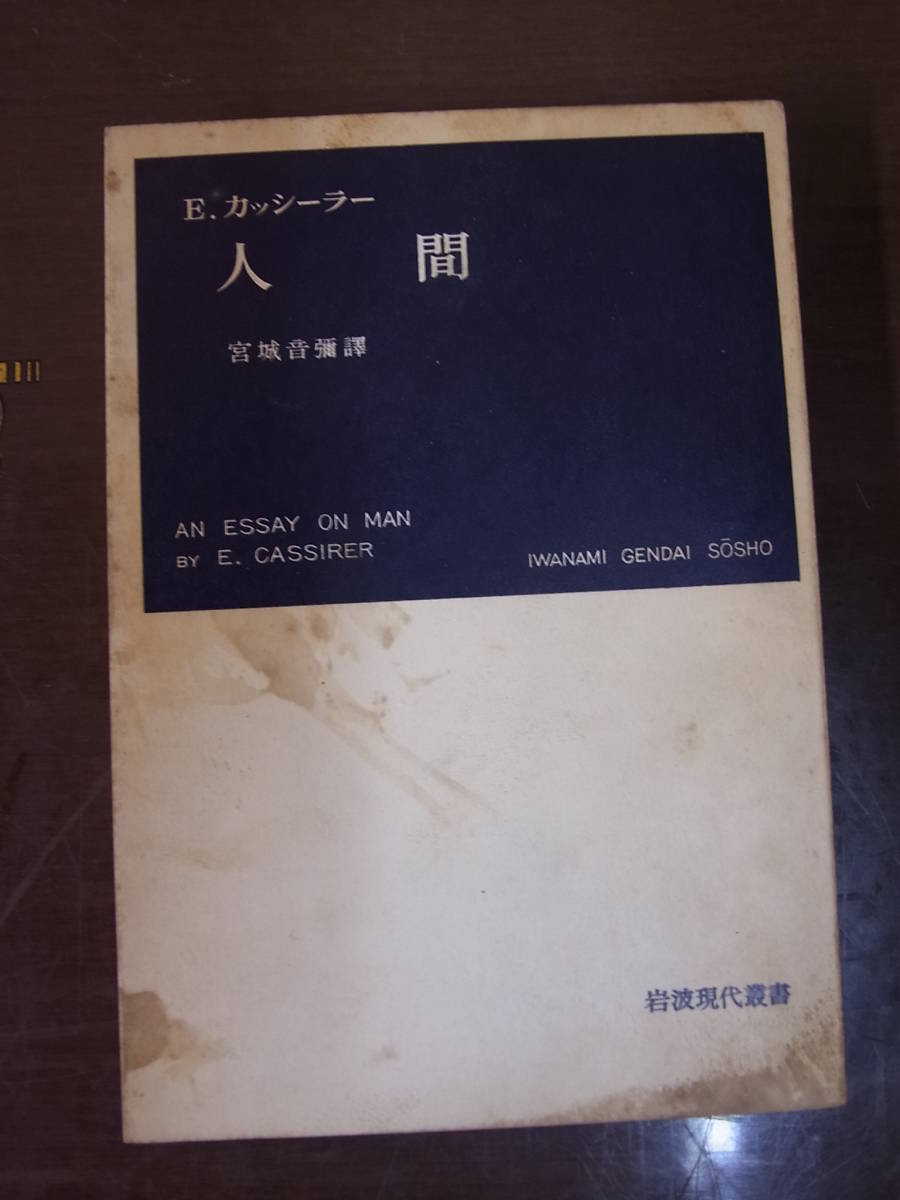 E. カッシーラー
人間
宮城音彌譯
AN ESSAY ON MAN
BY E. CASSIRER
IWANAMI GENDAI SŌSHO
岩波現代叢書